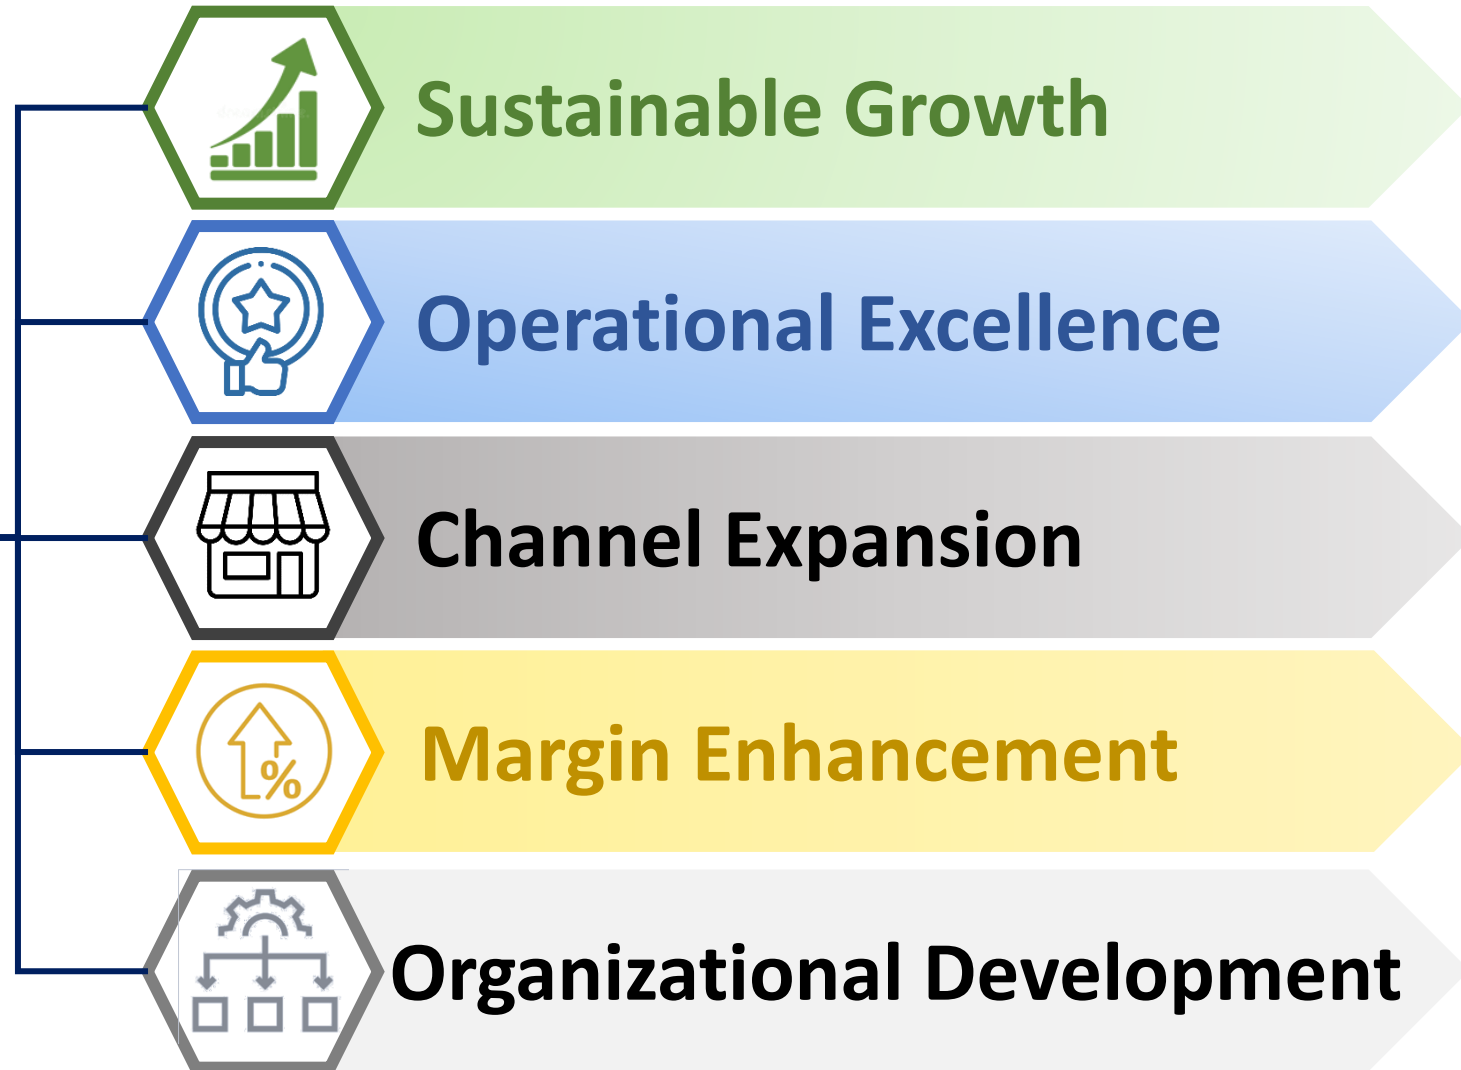 Sustainable Growth
Operational Excellence
Channel Expansion
%
Margin Enhancement
Organizational Development